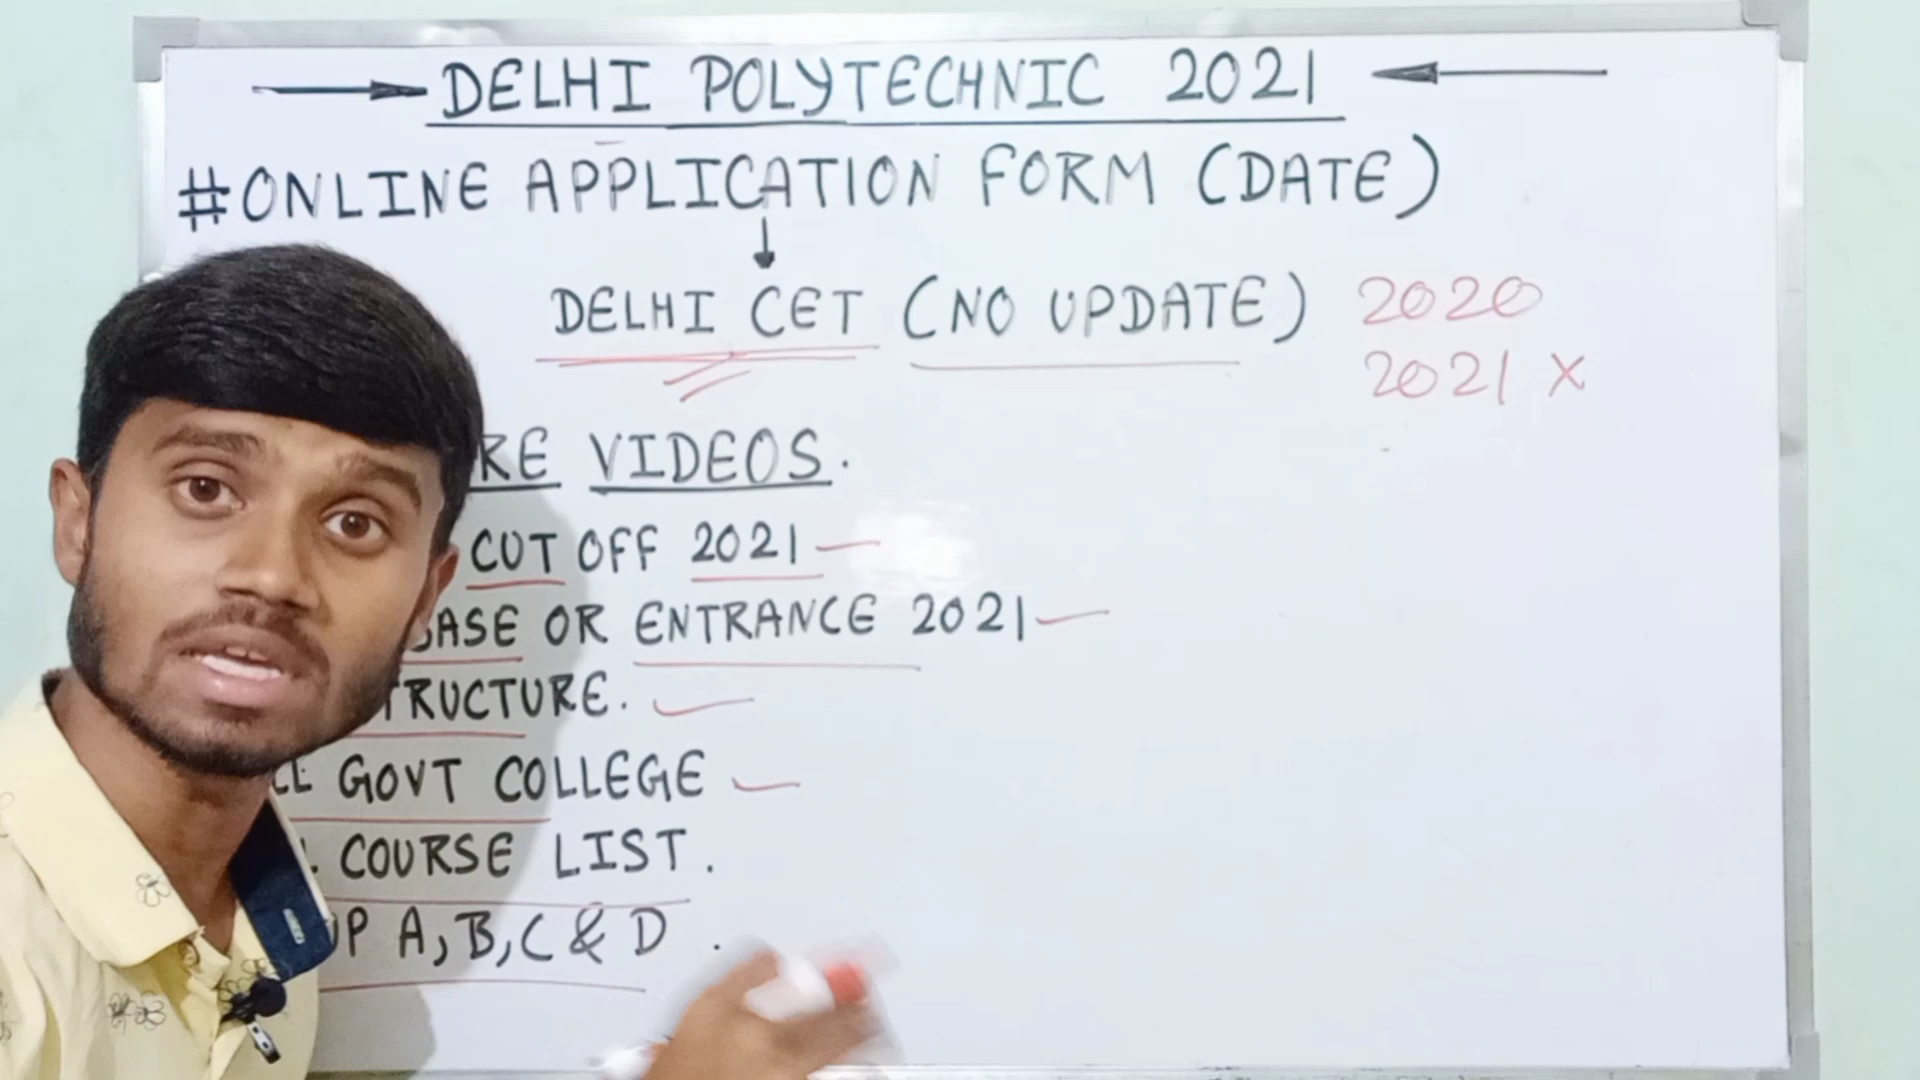 DELHI POLYTECHNIC 2021
#ONLINE APPLICATION FORM (DATE)
DELHI CET (NO UPDATE) 2020
2021 X
VIDEOS.
CUT OFF 2021
OR ENTRANCE 2021
GOVT COLLEGE
COURSE LIST.
A, B, C & D .